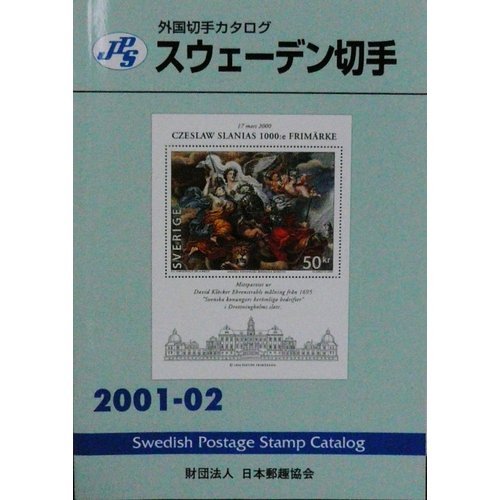 外国切手カタログ
JPS
スウェーデン切手
17 mars 2000
CZESLAW SLANIAS 1000:e FRIMÄRKE
SVERIGE
50kr
Mittpartiet av
David Klöcker Ehrenstrahls målning från 1695
"Svenska konungars hertinliga bedrifter"
i Drottningholms slott.
2001-02
Swedish Postage Stamp Catalog
財団法人 日本郵趣協会